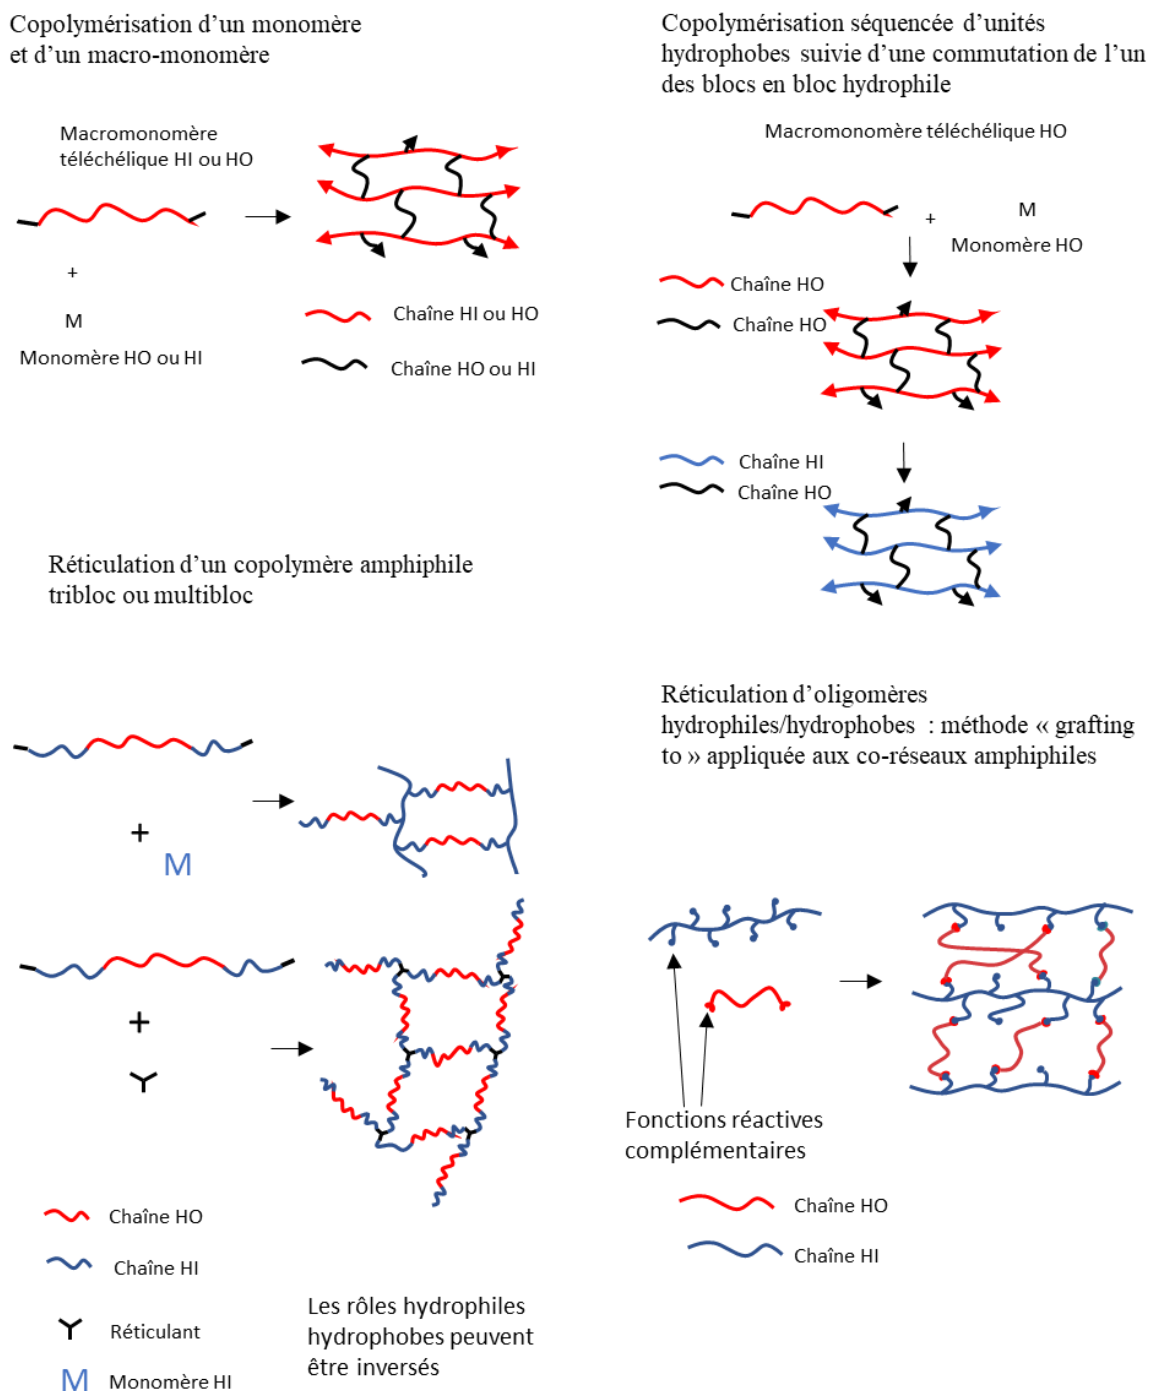 Copolymérisation d'un monomère
et d'un macro-monomère
Macromonomère
téléchélique HI ou HO
+
M
Monomère HO ou HI
Chaîne HI ou HO
Chaîne HO ou HI
Copolymérisation séquencée d'unités
hydrophobes suivie d'une commutation de l'un
des blocs en bloc hydrophile
Macromonomère téléchélique HO
+
M
Monomère HO
Chaîne HO
Chaîne HO
Chaîne HI
Chaîne HO
Réticulation d'un copolymère amphiphile
tribloc ou multibloc
+
M
+
Chaîne HO
Chaîne HI
Réticulant
M Monomère HI
Les rôles hydrophiles
hydrophobes peuvent
être inversés
Réticulation d'oligomères
hydrophiles/hydrophobes : méthode « grafting
to » appliquée aux co-réseaux amphiphiles
Fonctions réactives
complémentaires
Chaîne HO
Chaîne HI